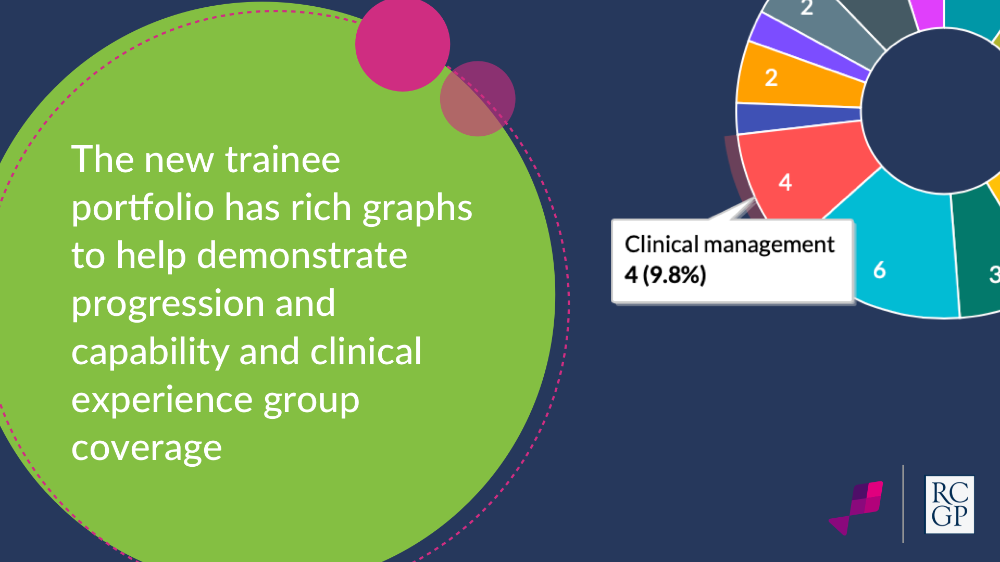 The new trainee
portfolio has rich graphs
to help demonstrate
progression and
capability and clinical
experience group
coverage
2
2
4
Clinical management
4 (9.8%)
6
3
RC
GP